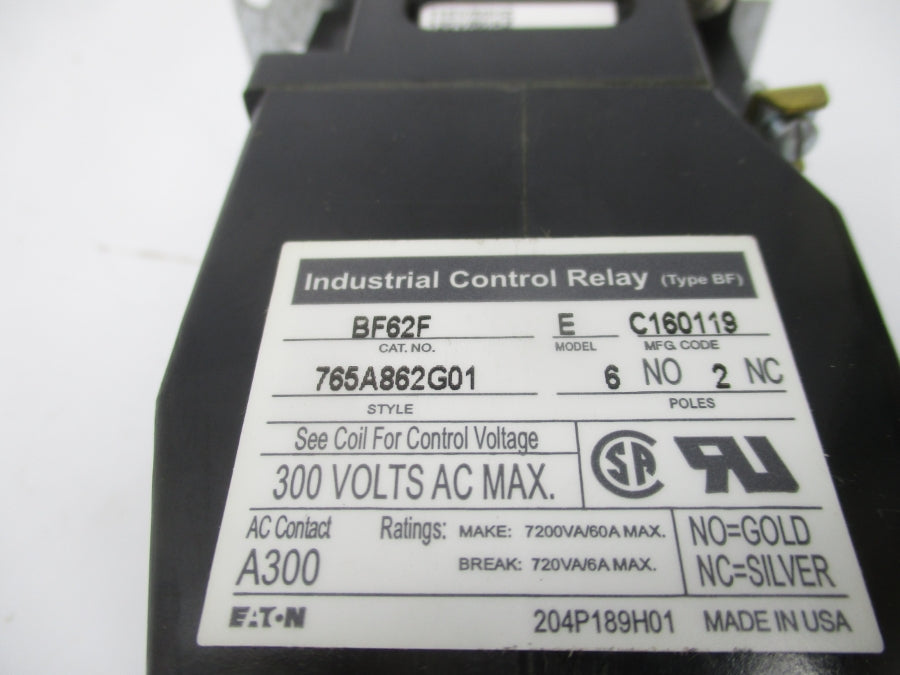 Industrial Control Relay (Type BF)
BF62F E C160119
CAT. NO. MODEL MFG. CODE
765A862G01 6 NO 2 NC
STYLE POLES
See Coil For Control Voltage
300 VOLTS AC MAX.
SA RU
AC Contact Ratings: MAKE: 7200VA/60A MAX. NO=GOLD
A300 BREAK: 720VA/6A MAX. NC=SILVER
EATON 204P189H01 MADE IN USA